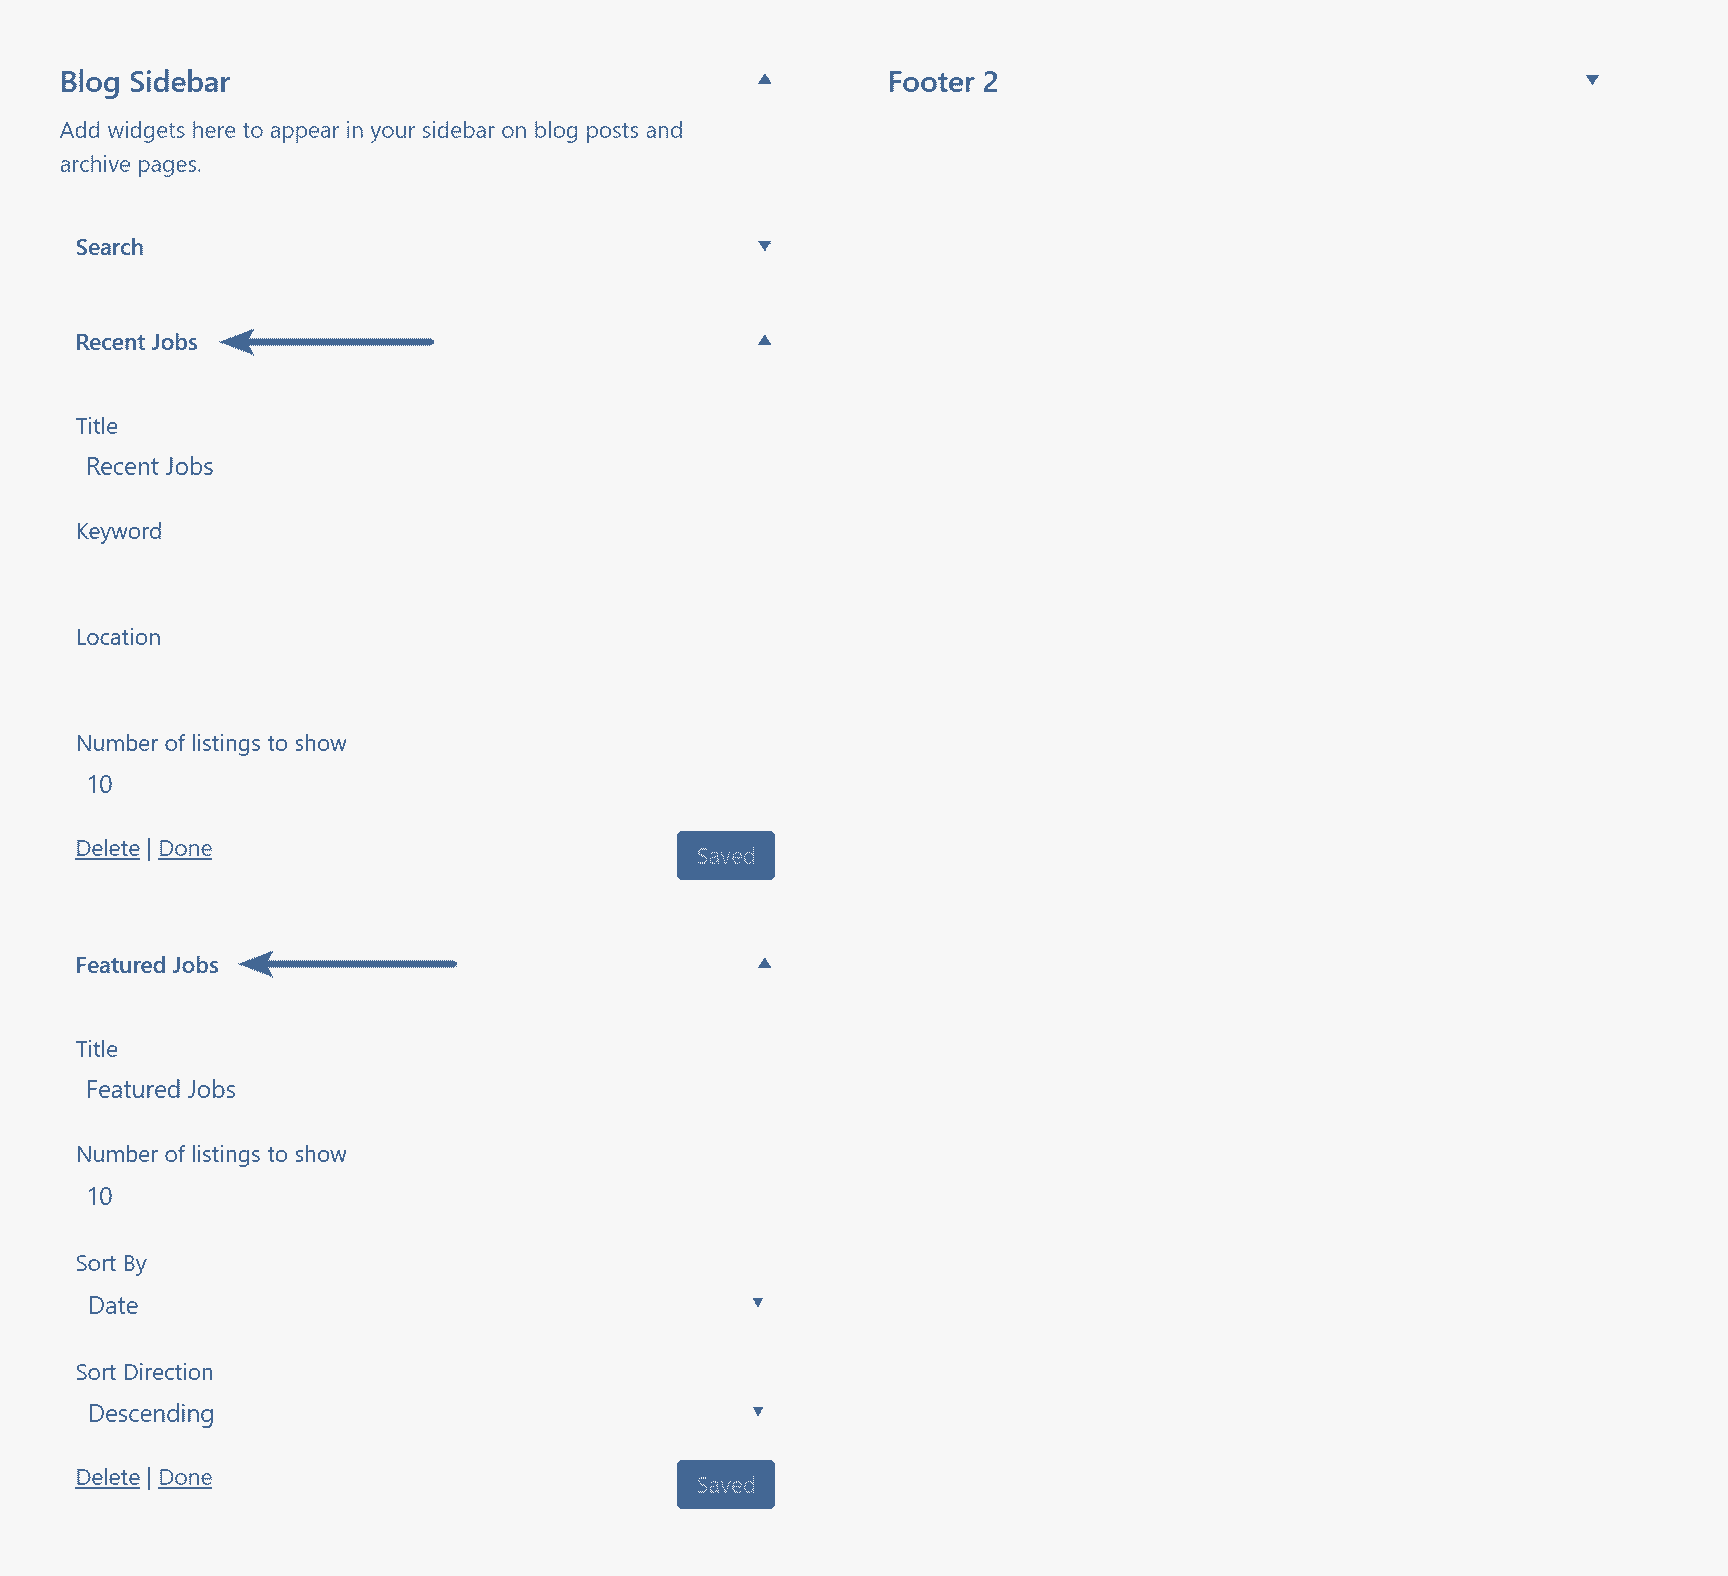 Blog Sidebar
Add widgets here to appear in your sidebar on blog posts and
archive pages.
Search
Recent Jobs
Title
Recent Jobs
Keyword
Location
Number of listings to show
10
Delete | Done
Saved
Featured Jobs
Title
Featured Jobs
Number of listings to show
10
Sort By
Date
Sort Direction
Descending
Delete | Done
Saved
Footer 2